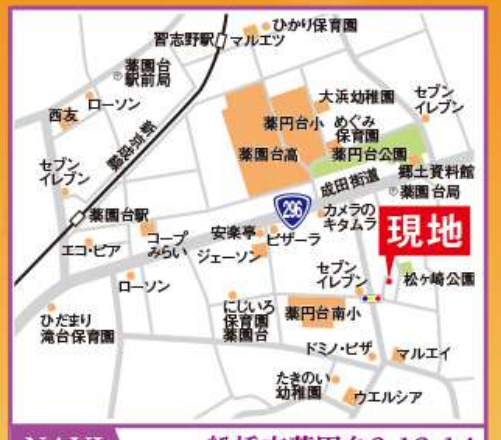 ひかり保育園
習志野駅
マルエツ
薬園台
駅前局
ローソン
西友
新京成線
大浜幼稚園
セブン
イレブン
薬円台小
めぐみ
保育園
薬園台高
薬円台公園
セブン
イレブン
成田街道
郷土資料館
薬園台局
296
カメラの
キタムラ
薬園台駅
エコ・ピア
コープ
みらい
安楽亭
ピザーラ
ジェーソン
現地
ローソン
セブン
イレブン
松ヶ崎公園
ひだまり
滝台保育園
にじいろ
保育園
薬園台
薬円台南小
ドミノ・ピザ
マルエイ
たきのい
幼稚園
ウエルシア